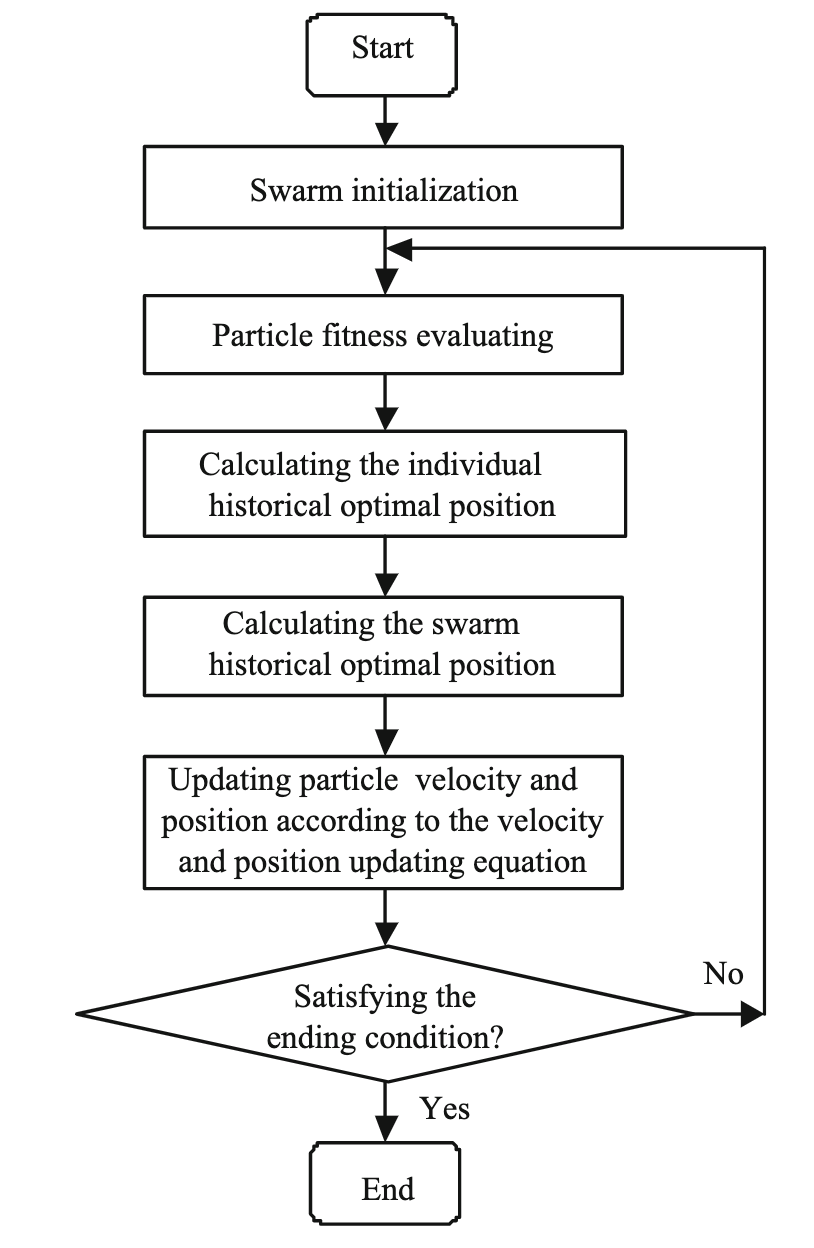 Start
Swarm initialization
Particle fitness evaluating
Calculating the individual
historical optimal position
Calculating the swarm
historical optimal position
Updating particle velocity and
position according to the velocity
and position updating equation
No
Satisfying the
ending condition?
Yes
End